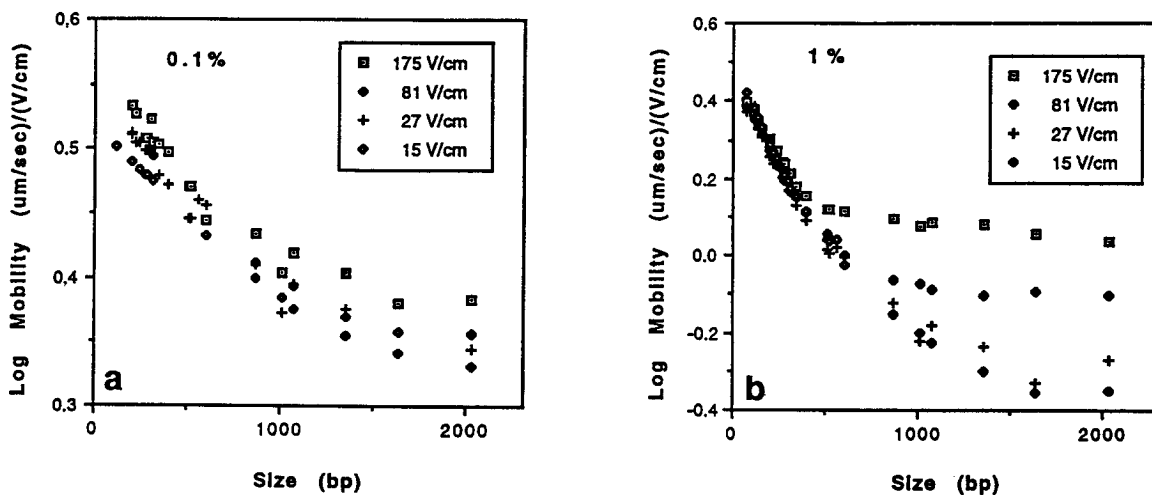 0,6
0.5
0,4
0.3
0
1000
2000
Log Mobility (um/sec)/(V/cm)
Size (bp)
0.1%
175 V/cm
81 V/cm
27 V/cm
15 V/cm
a
0.6
0.4
0.2
0.0
-0.2
-0.4
0
1000
2000
Log Mobility (um/sec)/(V/cm)
Size (bp)
1%
175 V/cm
81 V/cm
27 V/cm
15 V/cm
b